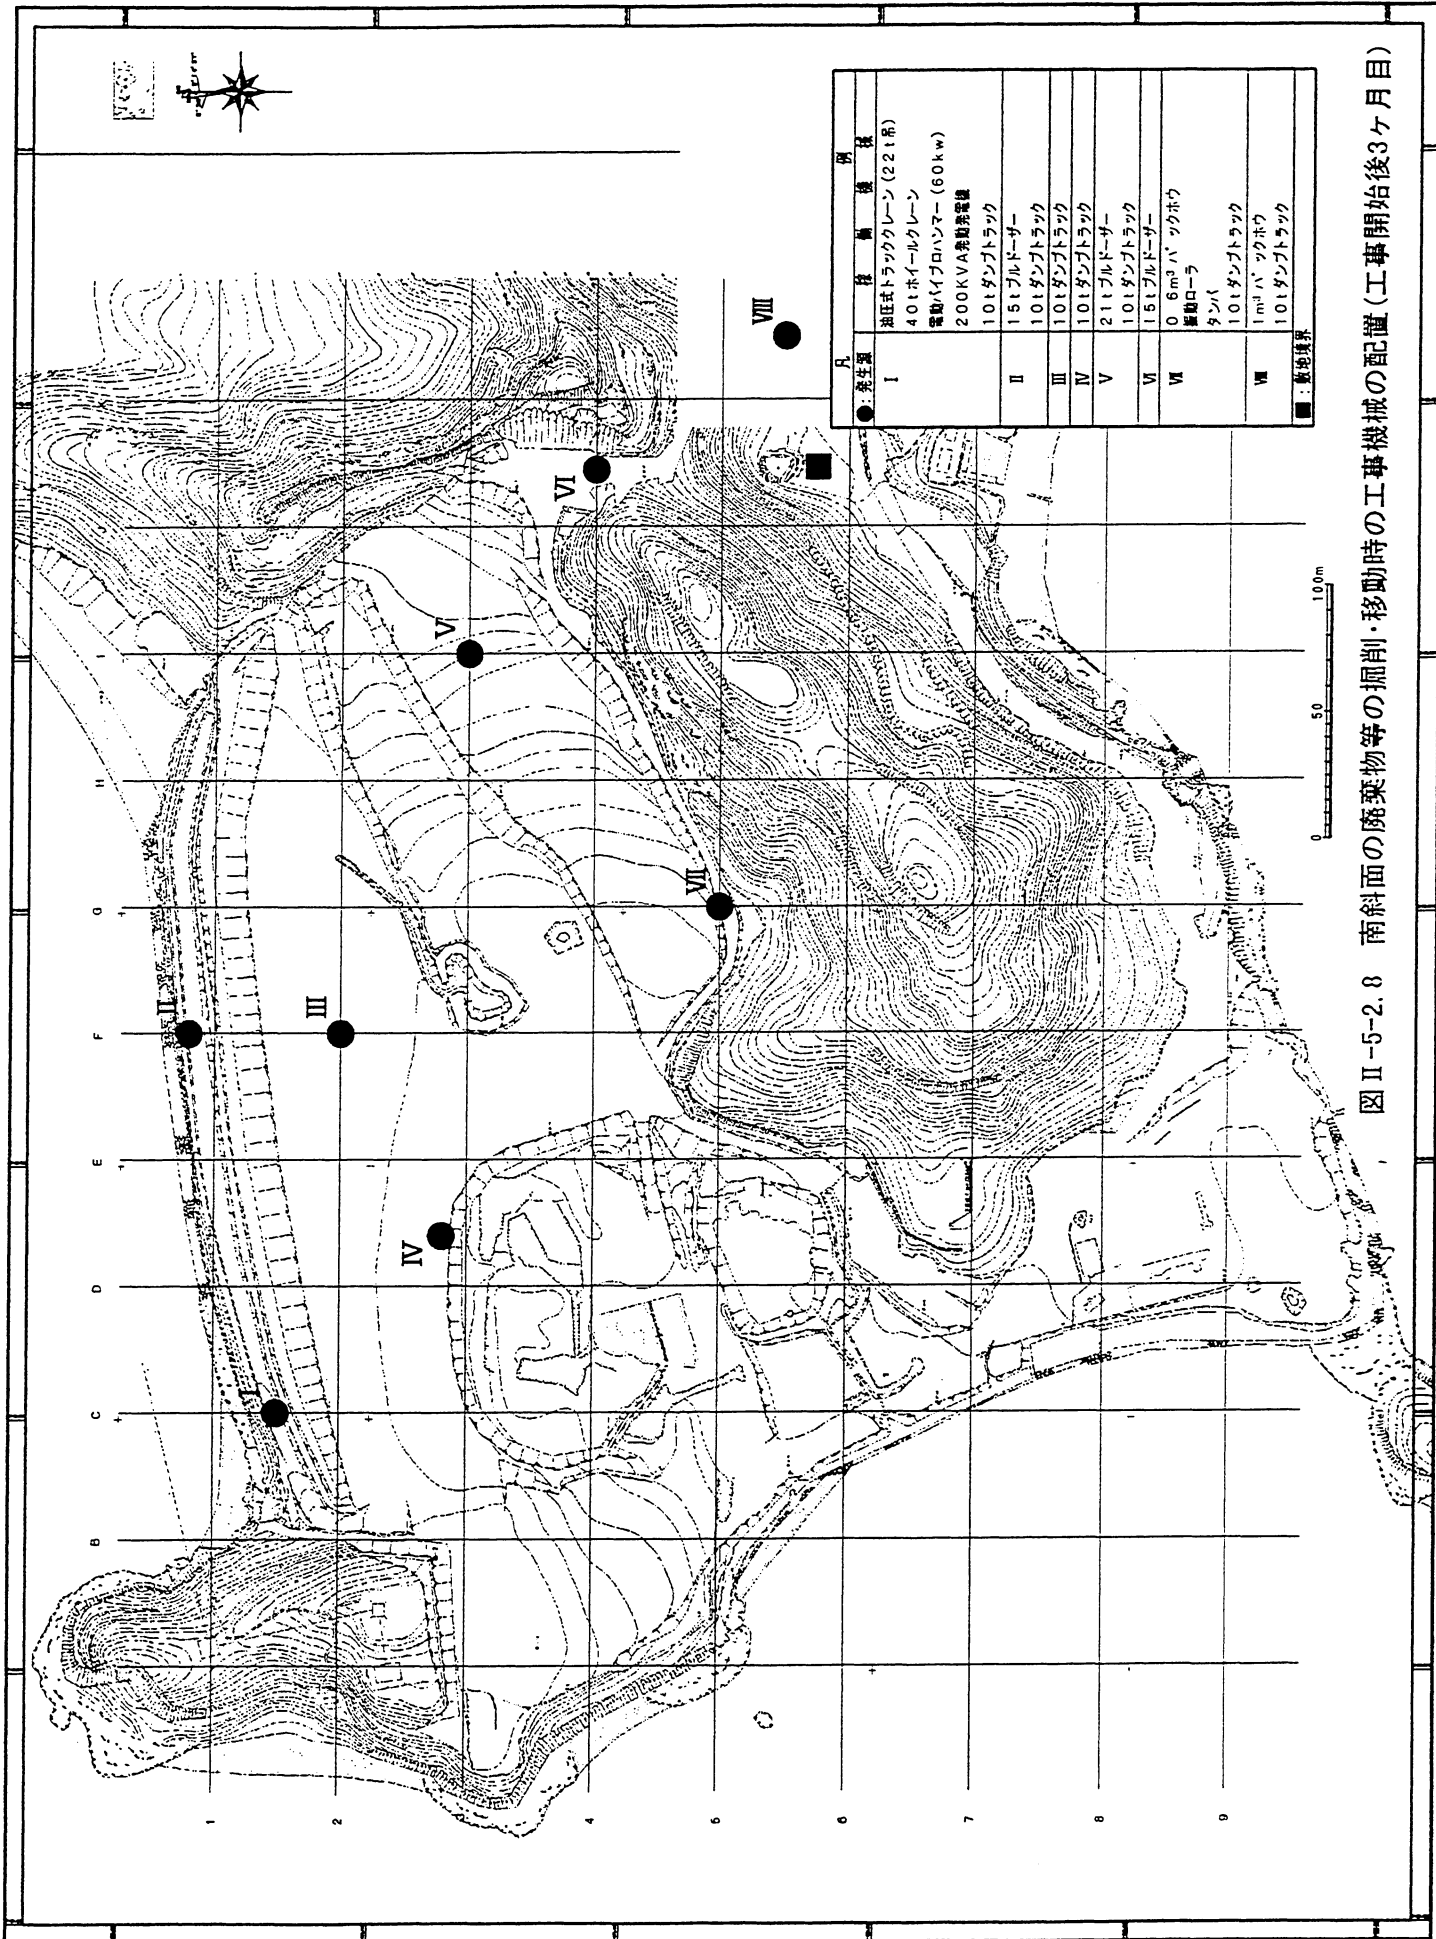 凡 例
●:発生源 稼 働 機 械
I 油圧式トラッククレーン(22t吊)
40tホイールクレーン
電動バイブロハンマー(60kw)
200KVA発動発電機
10tダンプトラック
II 15tブルドーザー
10tダンプトラック
III 10tダンプトラック
IV 10tダンプトラック
V 21tブルドーザー
10tダンプトラック
VI 15tブルドーザー
VII 0 6m³バックホウ
振動ローラ
タンパ
10tダンプトラック
VIII 1m³バックホウ
10tダンプトラック
■:敷地境界
I
II
III
IV
V
VI
VII
VIII
B
C
D
E
F
G
H
I
J
1
2
3
4
5
6
7
8
9
0 50 100m
図II-5-2.8 南斜面の廃棄物等の掘削・移動時の工事機械の配置(工事開始後3ヶ月目)